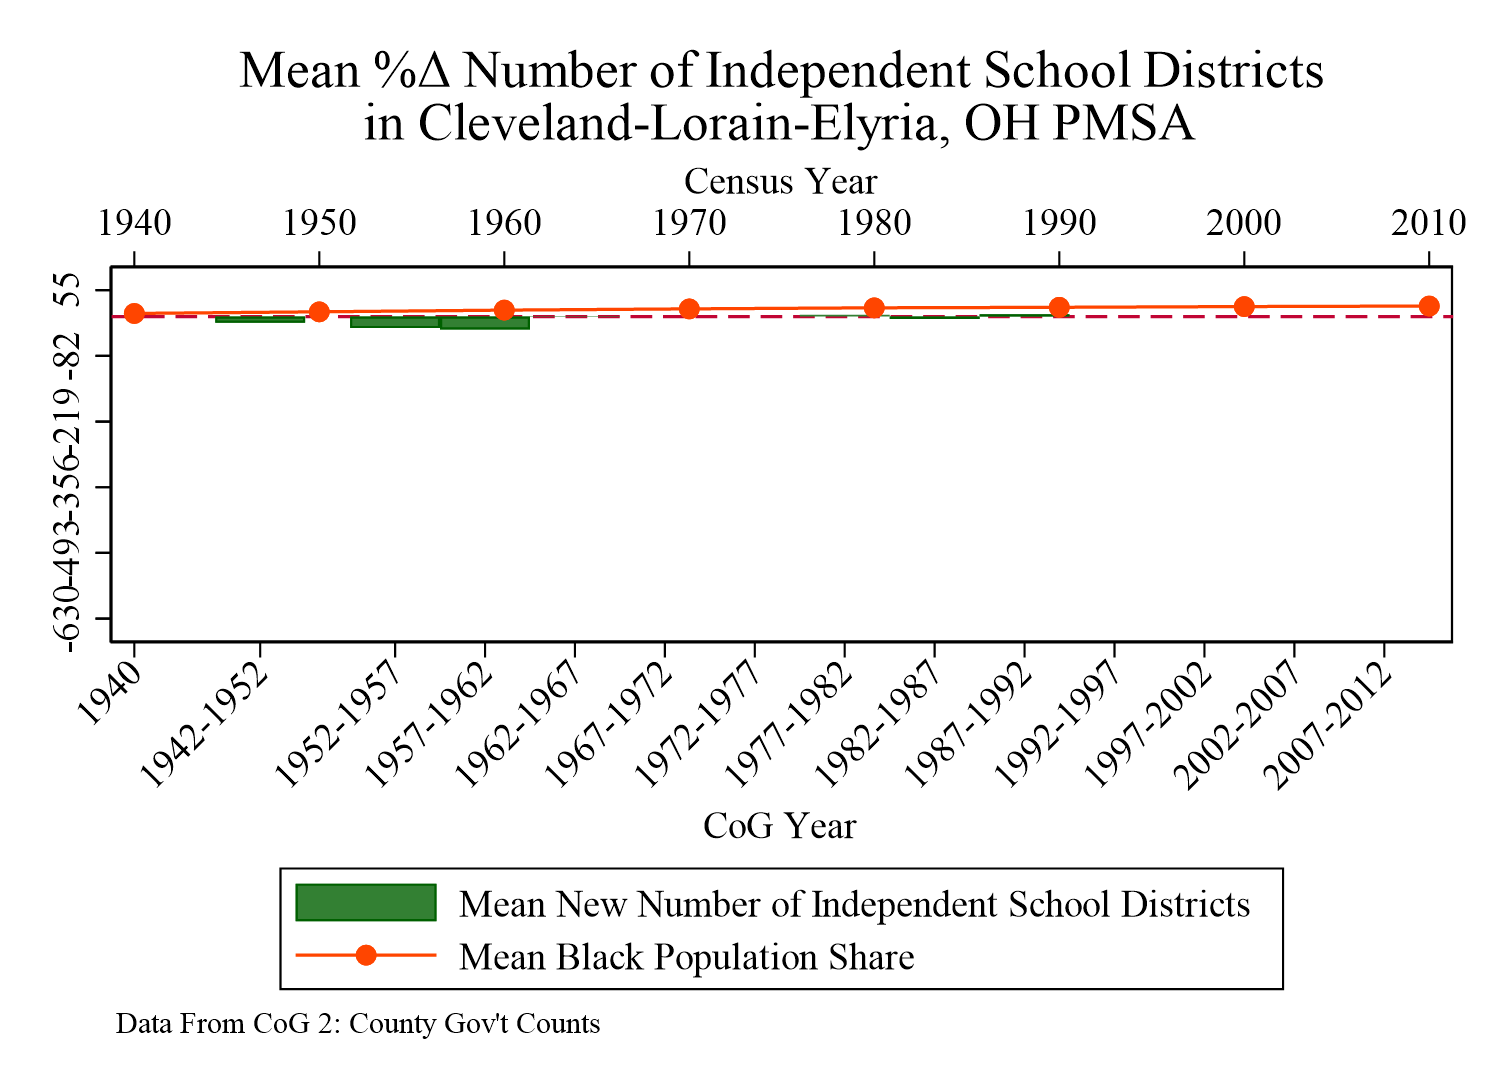 Mean %Δ Number of Independent School Districts
in Cleveland-Lorain-Elyria, OH PMSA
Census Year
1940 1950 1960 1970 1980 1990 2000 2010
55
-82
-219
-356
-493
-630
1940 1942-1952 1952-1957 1957-1962 1962-1967 1967-1972 1972-1977 1977-1982 1982-1987 1987-1992 1992-1997 1997-2002 2002-2007 2007-2012
CoG Year
Mean New Number of Independent School Districts
Mean Black Population Share
Data From CoG 2: County Gov't Counts